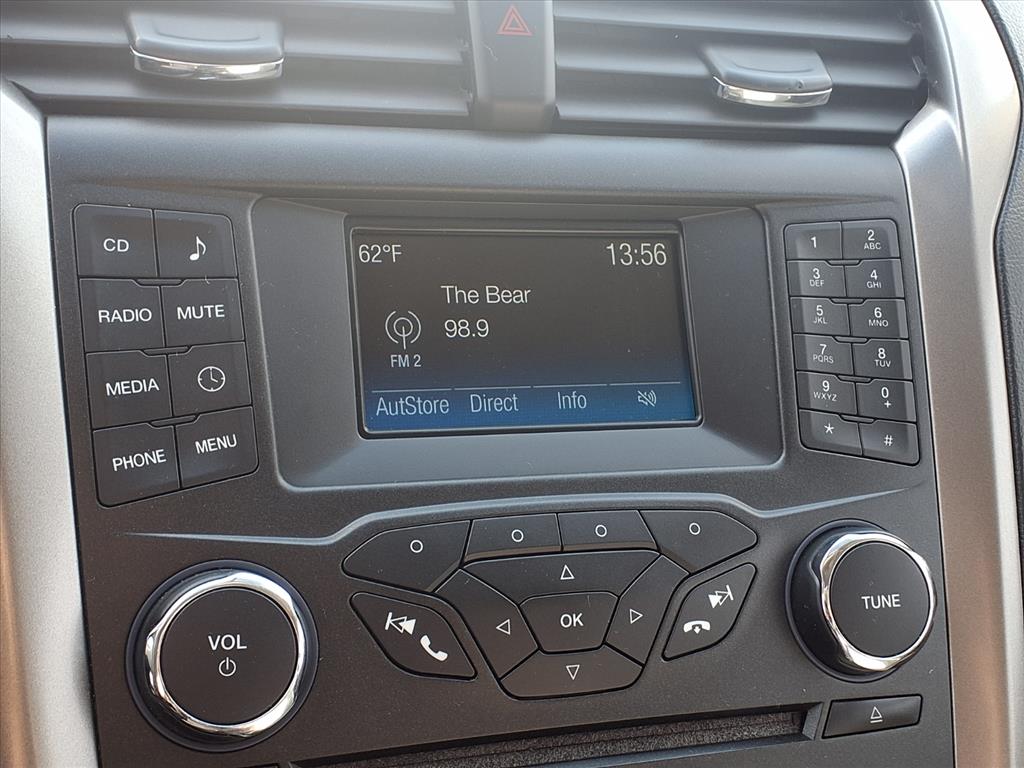 CD
RADIO
MUTE
MEDIA
PHONE
MENU
62°F
13:56
The Bear
98.9
FM 2
AutStore Direct Info
1
2
ABC
3
DEF
4
GHI
5
JKL
6
MNO
7
PQRS
8
TUV
9
WXYZ
0
+
*
#
OK
VOL
TUNE